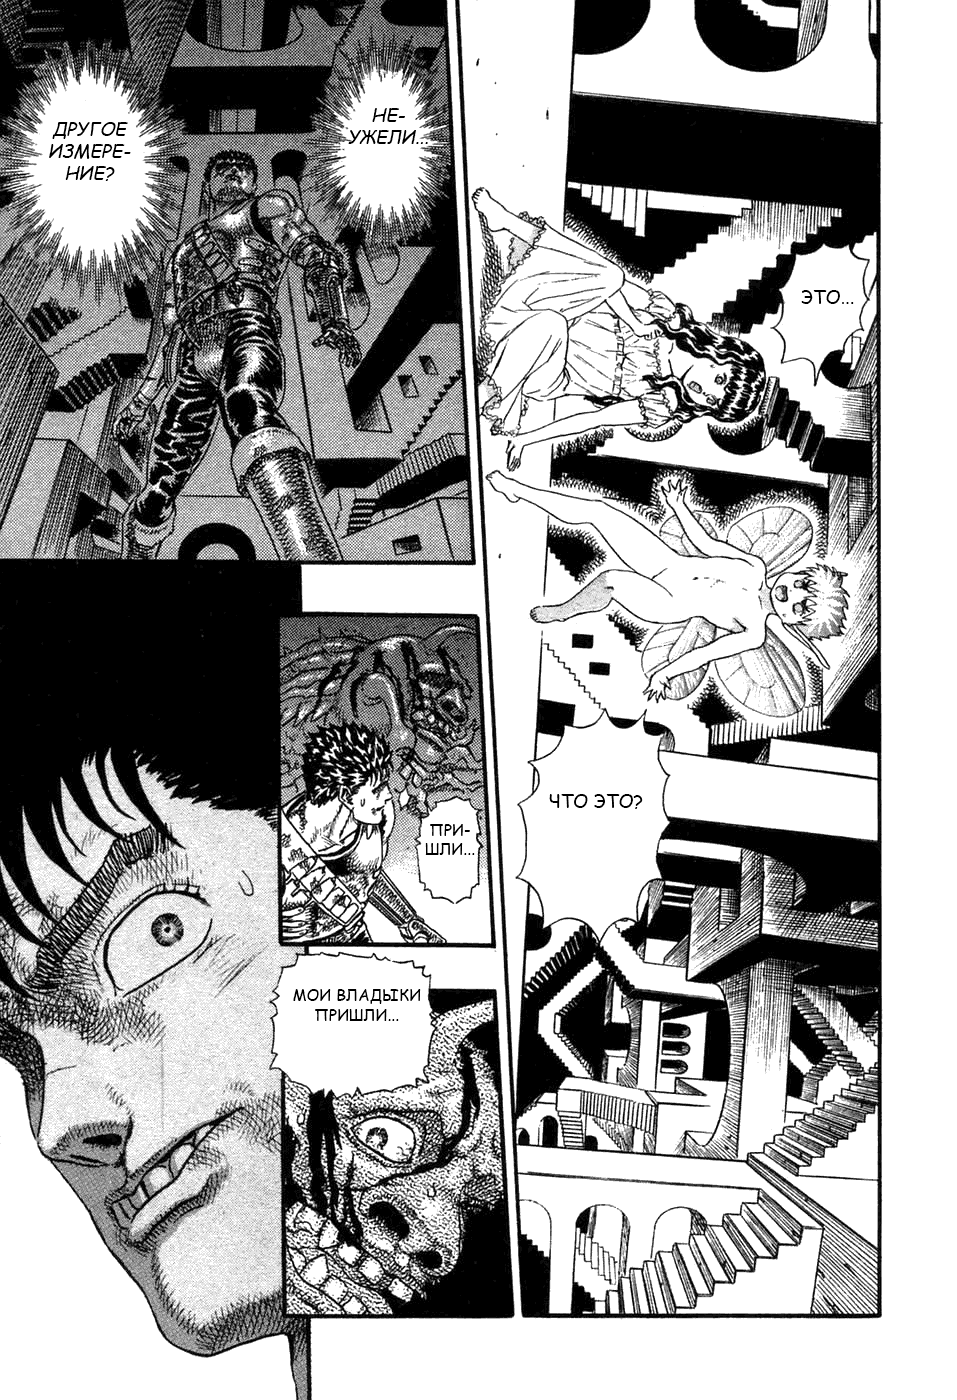 ЭТО...
ЧТО ЭТО?
НЕ-
УЖЕЛИ...
ДРУГОЕ
ИЗМЕРЕ-
НИЕ?
ПРИ-
ШЛИ...
МОИ ВЛАДЫКИ
ПРИШЛИ...